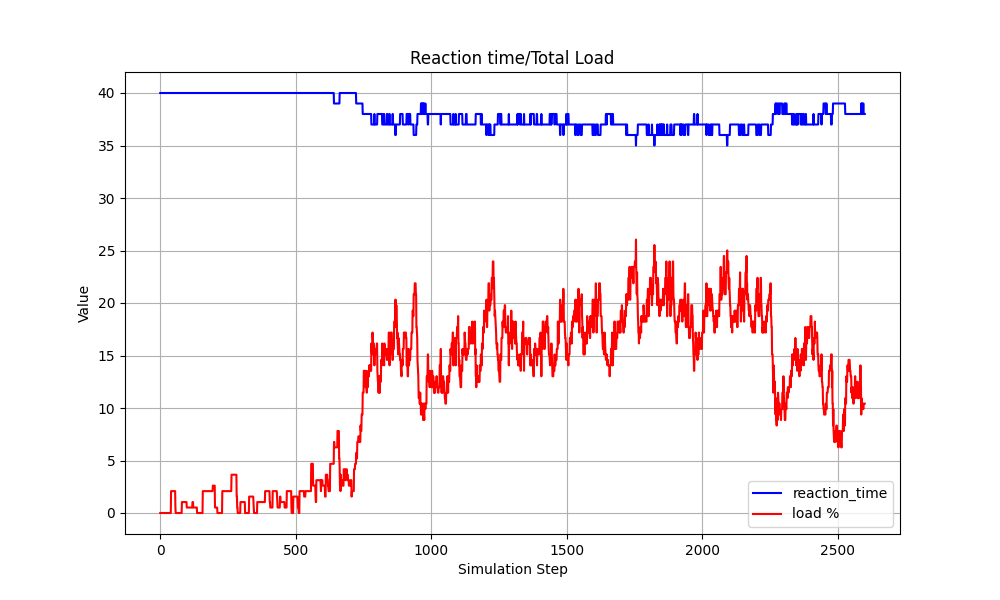 Reaction time/Total Load
40
35
30
25
20
15
10
5
0
Value
reaction_time
load %
0 500 1000 1500 2000 2500
Simulation Step